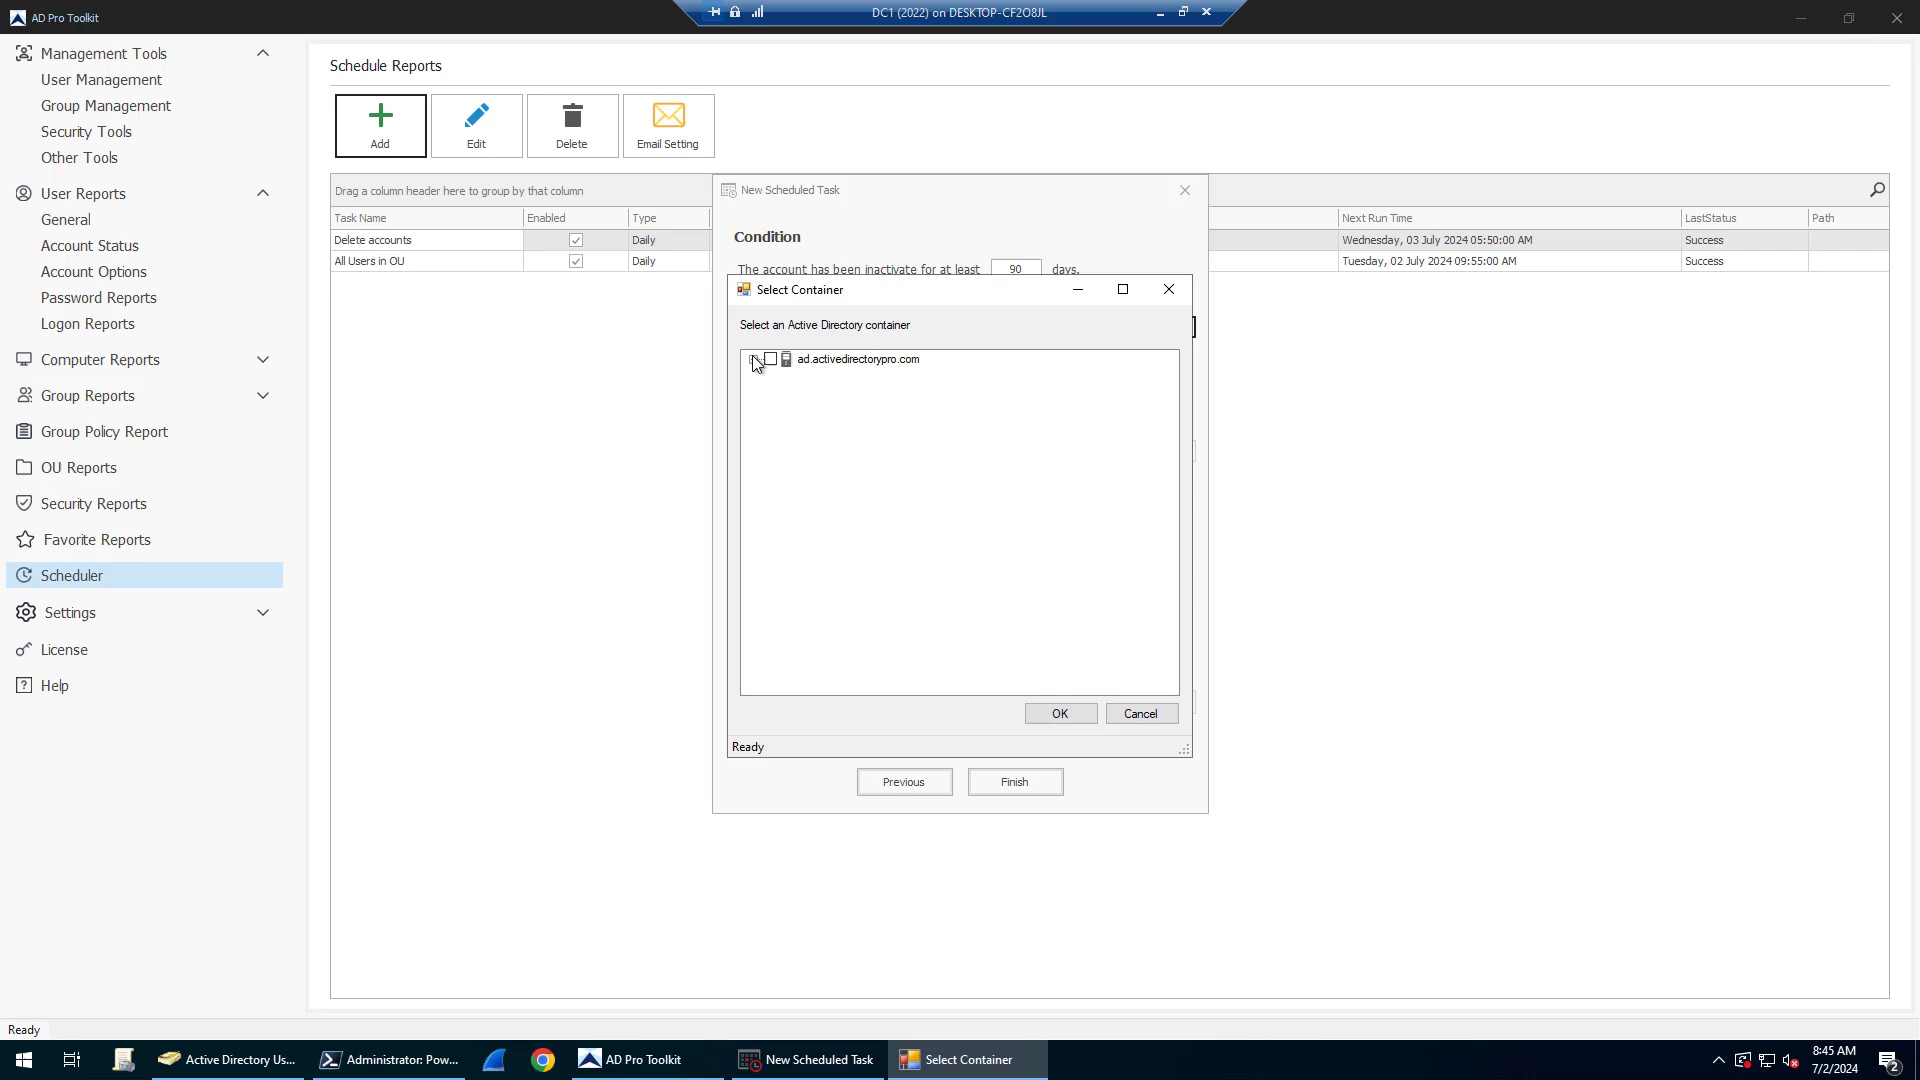 AD Pro Toolkit
DC1 (2022) on DESKTOP-CF2O8JL
Management Tools
User Management
Group Management
Security Tools
Other Tools
User Reports
General
Account Status
Account Options
Password Reports
Logon Reports
Computer Reports
Group Reports
Group Policy Report
OU Reports
Security Reports
Favorite Reports
Scheduler
Settings
License
Help
Schedule Reports
Add
Edit
Delete
Email Setting
Drag a column header here to group by that column
Task Name Enabled Type Next Run Time LastStatus Path
Delete accounts Daily Wednesday, 03 July 2024 05:50:00 AM Success
All Users in OU Daily Tuesday, 02 July 2024 09:55:00 AM Success
New Scheduled Task
Condition
The account has been inactivate for at least 90 days.
Select Container
Select an Active Directory container
ad.activedirectorypro.com
OK Cancel
Ready
Previous Finish
Ready
Active Directory Us...
Administrator: Pow...
AD Pro Toolkit
New Scheduled Task
Select Container
8:45 AM
7/2/2024
2